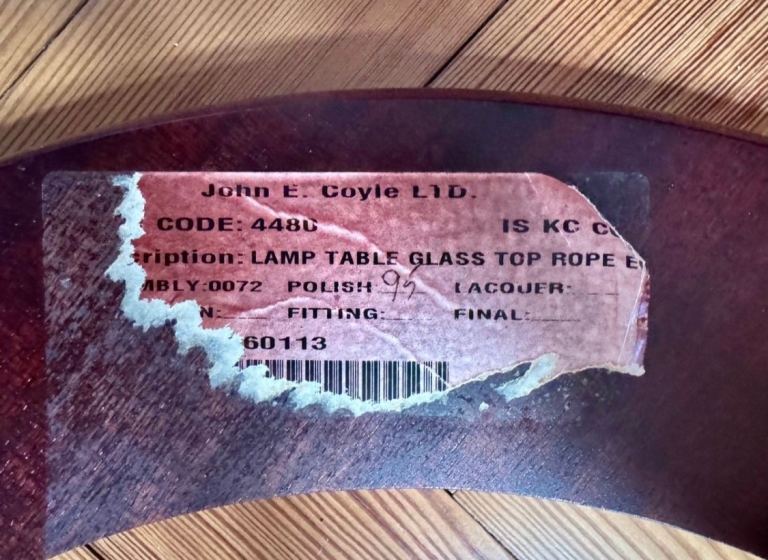 John E. Coyle LTD.
CODE: 4480 IS KC
ription: LAMP TABLE GLASS TOP ROPE
MBLY:0072 POLISH 95 LACQUER:
N: FITTING: FINAL:
60113